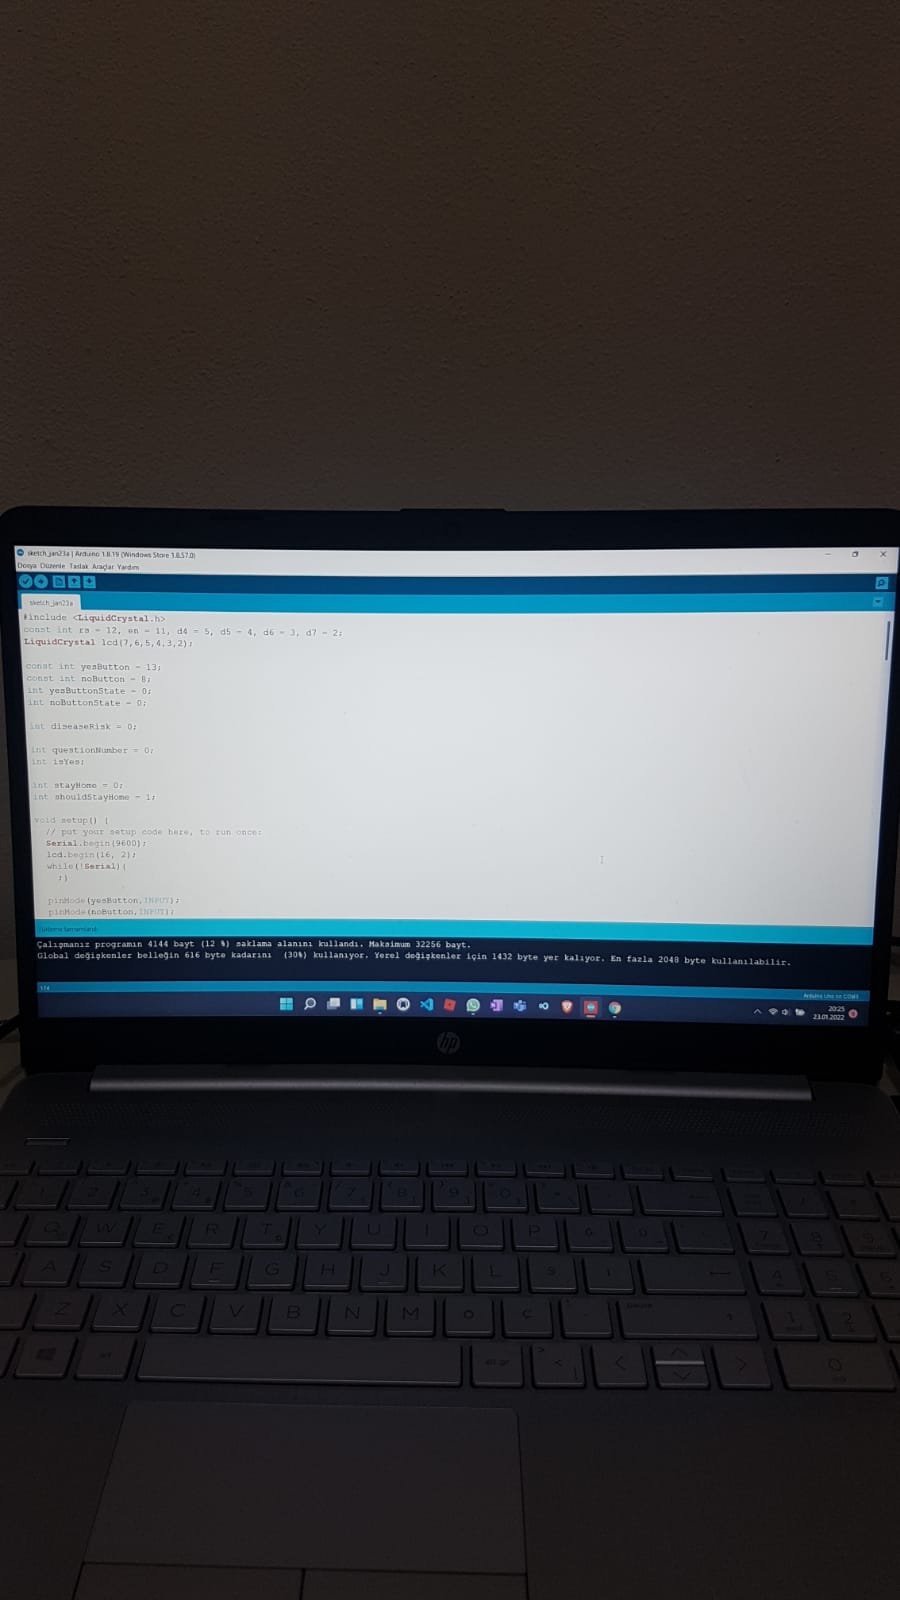 sketch_jan23a | Arduino 1.8.19 (Windows Store 1.8.57.0)
Dosya Düzenle Taslak Araçlar Yardım
sketch_jan23a
#include <LiquidCrystal.h>
const int rs = 12, en = 11, d4 = 5, d5 = 4, d6 = 3, d7 = 2;
LiquidCrystal lcd(7,6,5,4,3,2);
const int yesButton = 13;
const int noButton = 8;
int yesButtonState = 0;
int noButtonState = 0;
int diseaseRisk = 0;
int questionNumber = 0;
int isYes;
int stayHome = 0;
int shouldStayHome = 1;
void setup() {
// put your setup code here, to run once:
Serial.begin(9600);
lcd.begin(16, 2);
while(!Serial){
;}
pinMode(yesButton,INPUT);
pinMode(noButton,INPUT);
Yükleme tamamlandı.
Çalışmanız programın 4144 bayt (12 %) saklama alanını kullandı. Maksimum 32256 bayt.
Global değişkenler belleğin 616 byte kadarını (30%) kullanıyor. Yerel değişkenler için 1432 byte yer kalıyor. En fazla 2048 byte kullanılabilir.
Arduino Uno on COM3
20:25
23.01.2022
hp
Q W E R T Y U I O P
A S D F G H J K L Ş İ
Z X C V B N M Ö Ç
alt gr